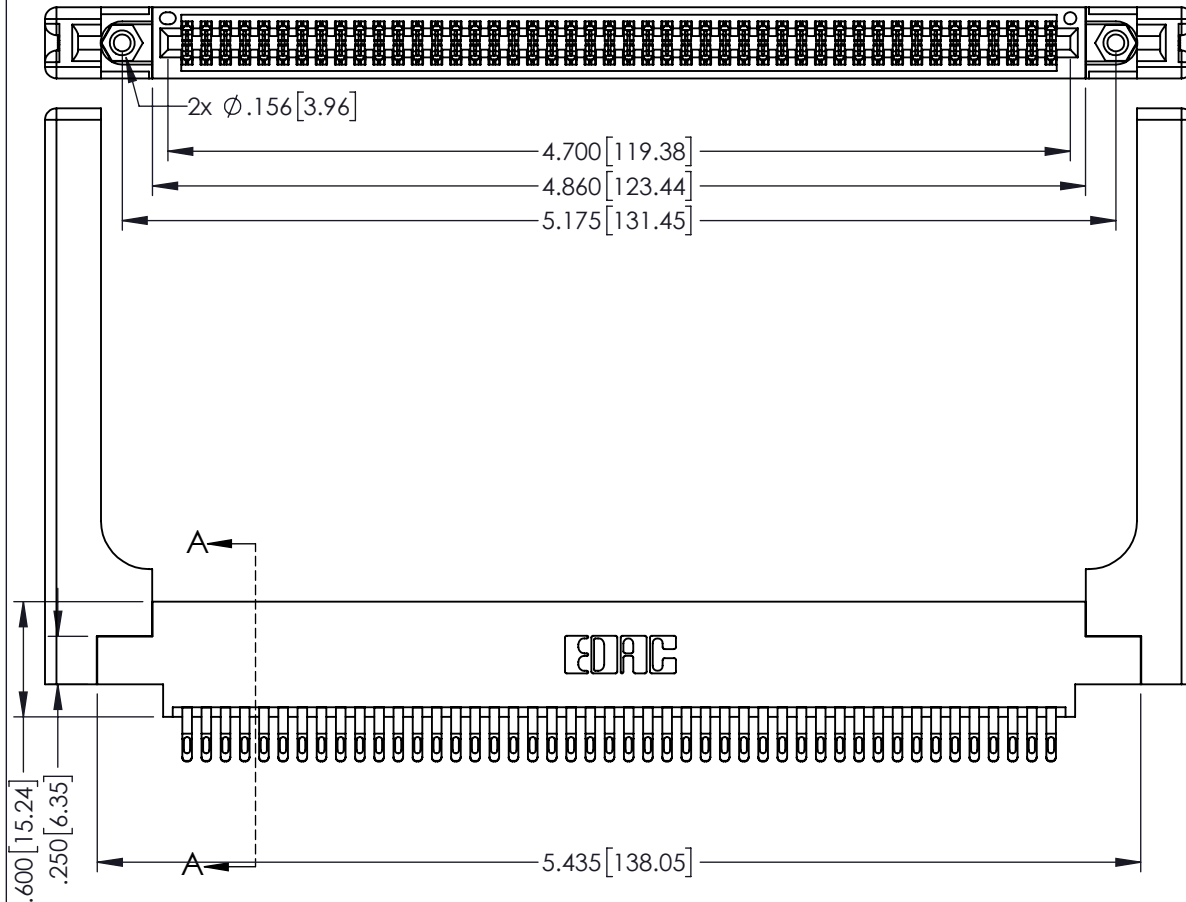 2x ∅.156[3.96]
4.700[119.38]
4.860[123.44]
5.175[131.45]
A
EDAC
.600[15.24]
.250[6.35]
A
5.435[138.05]